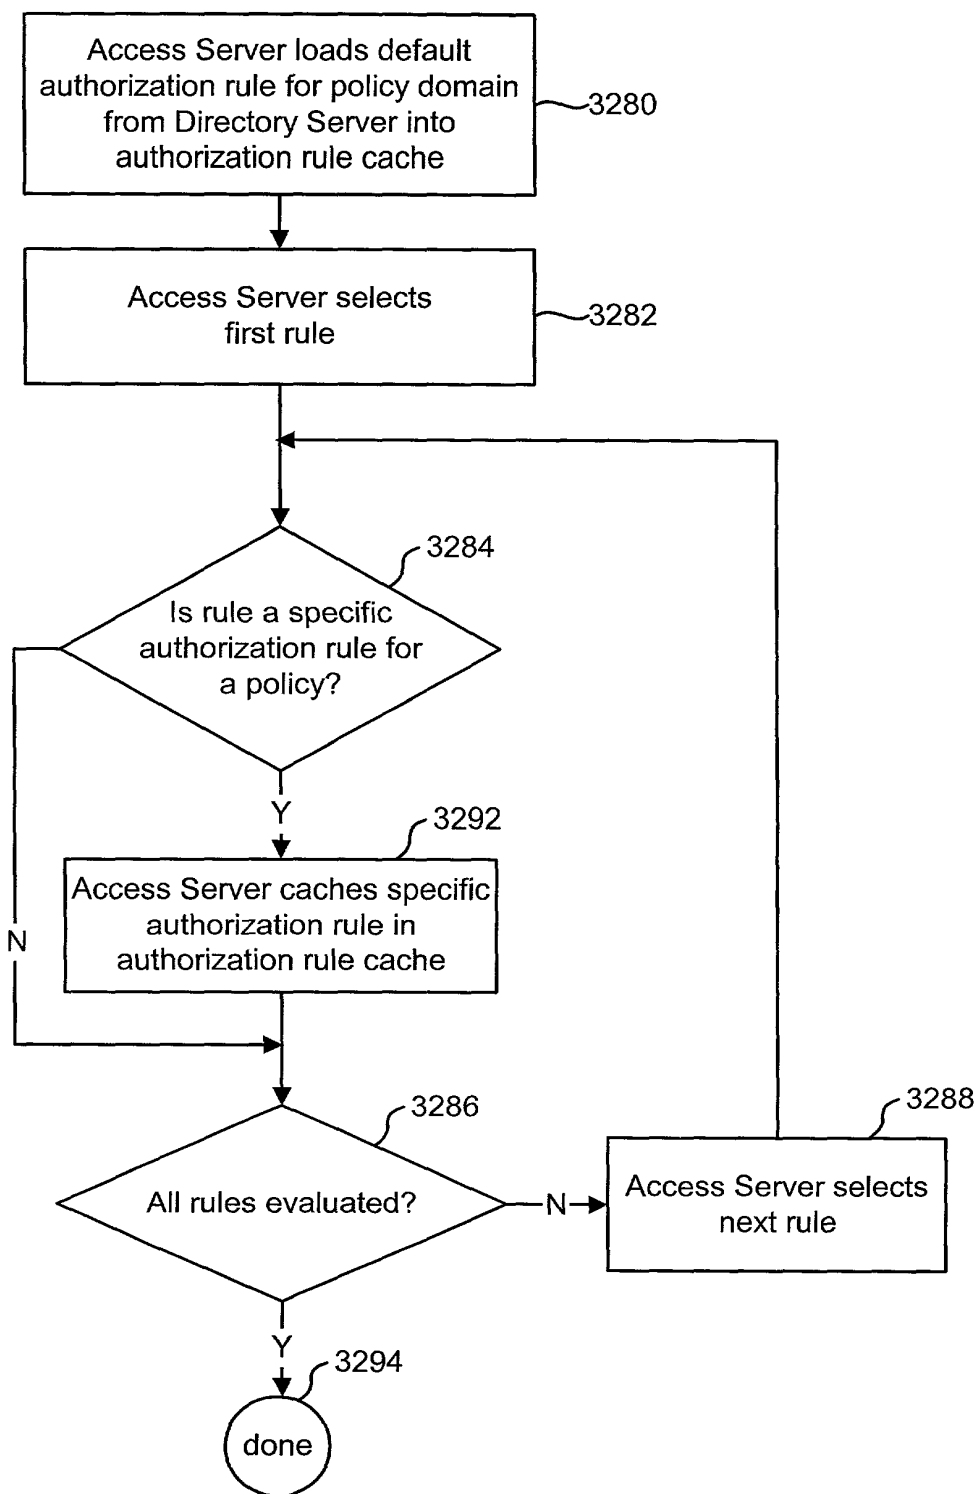 Access Server loads default
authorization rule for policy domain
from Directory Server into
authorization rule cache
3280
Access Server selects
first rule
3282
3284
Is rule a specific
authorization rule for
a policy?
Y
3292
Access Server caches specific
authorization rule in
authorization rule cache
N
3286
All rules evaluated?
N
3288
Access Server selects
next rule
Y
3294
done